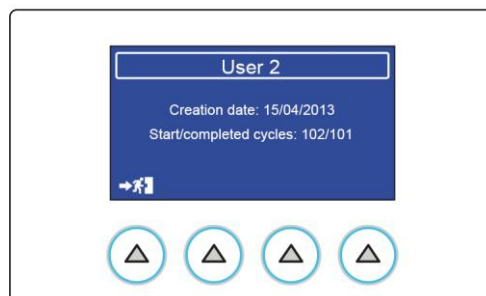 User 2
Creation date: 15/04/2013
Start/completed cycles: 102/101